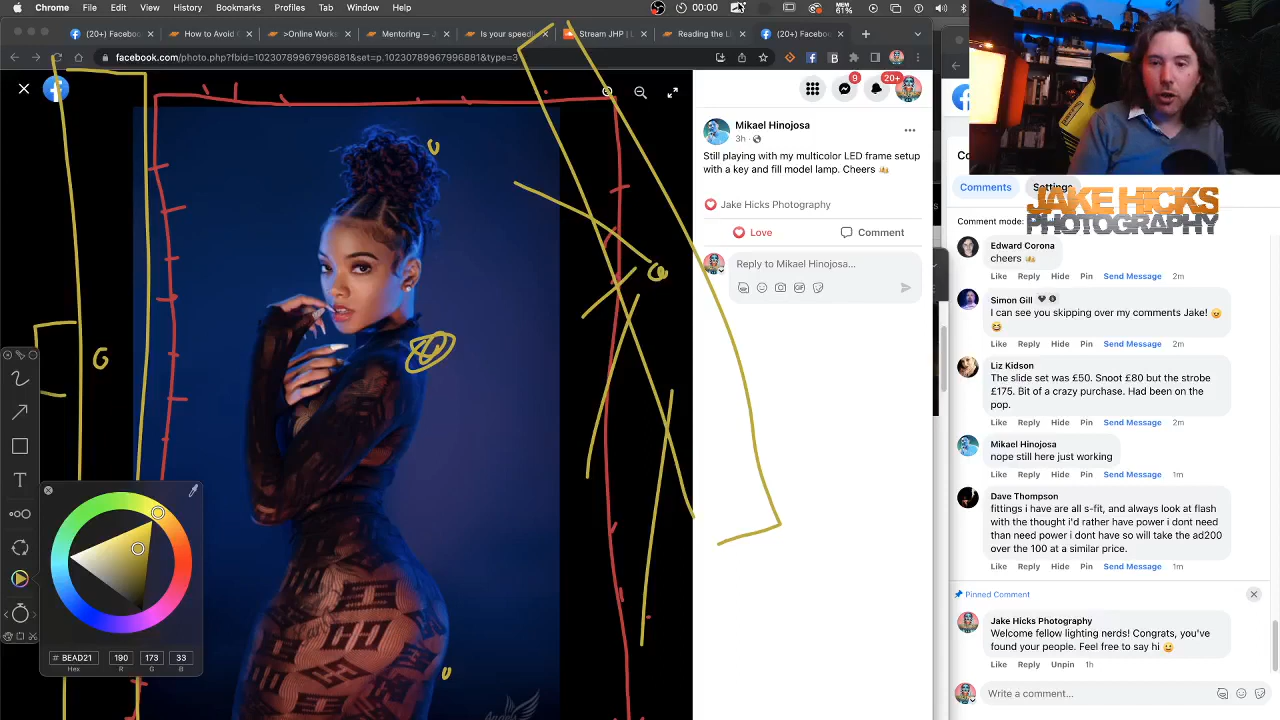 Chrome File Edit View History Bookmarks Profiles Tab Window Help
00:00
MEM
61%
(20+) Faceboo
How to Avoid C
>Online Works
Mentoring —
Is your speedli
Stream JHP | L
Reading the Li
(20+) Faceboo
facebook.com/photo.php?fbid=10230789967996881&set=p.10230789967996881&type=3
9
20+
Mikael Hinojosa
3h
Still playing with my multicolor LED frame setup
with a key and fill model lamp. Cheers 🍻
Jake Hicks Photography
Love
Comment
Reply to Mikael Hinojosa...
JAKE HICKS
PHOTOGRAPHY
Comments
Settings
Comment mode:
Edward Corona
cheers 🍻
Like Reply Hide Pin Send Message 2m
Simon Gill
I can see you skipping over my comments Jake! 😠
😆
Like Reply Hide Pin Send Message 2m
Liz Kidson
The slide set was £50. Snoot £80 but the strobe
£175. Bit of a crazy purchase. Had been on the
pop.
Like Reply Hide Pin Send Message 2m
Mikael Hinojosa
nope still here just working
Like Reply Hide Pin Send Message 1m
Dave Thompson
fittings i have are all s-fit, and always look at flash
with the thought i'd rather have power i dont need
than need power i dont have so will take the ad200
over the 100 at a similar price.
Like Reply Hide Pin Send Message 1m
Pinned Comment
Jake Hicks Photography
Welcome fellow lighting nerds! Congrats, you've
found your people. Feel free to say hi 😃
Like Reply Unpin 1h
Write a comment...
# BEAD21 190 173 33
Hex R G B